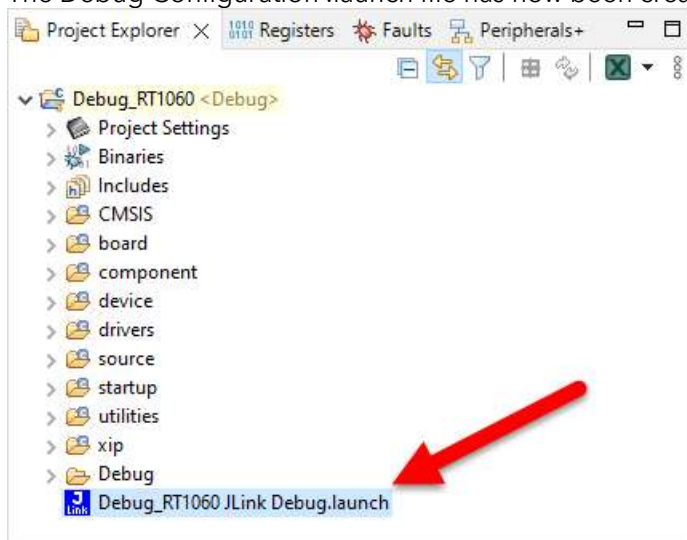 The Debug Configuration .launch file has now been crea
Project Explorer Registers Faults Peripherals+
Debug_RT1060 <Debug>
Project Settings
Binaries
Includes
CMSIS
board
component
device
drivers
source
startup
utilities
xip
Debug
Debug_RT1060 JLink Debug.launch